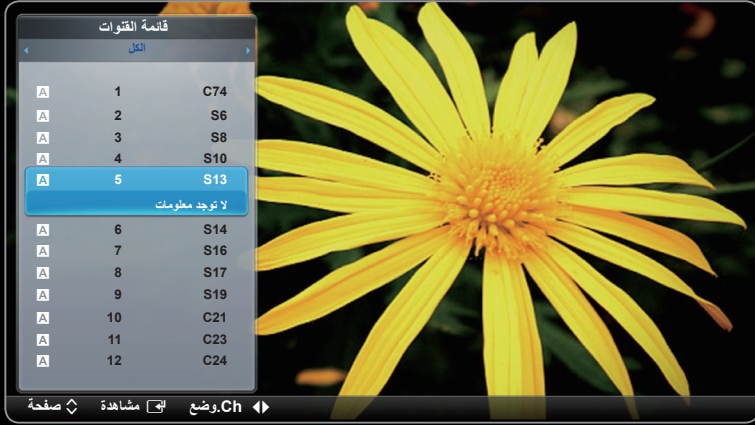 قائمة القنوات
الكل
A 1 C74
A 2 S6
A 3 S8
A 4 S10
A 5 S13
لا توجد معلومات
A 6 S14
A 7 S16
A 8 S17
A 9 S19
A 10 C21
A 11 C23
A 12 C24
وضع.Ch مشاهدة صفحة